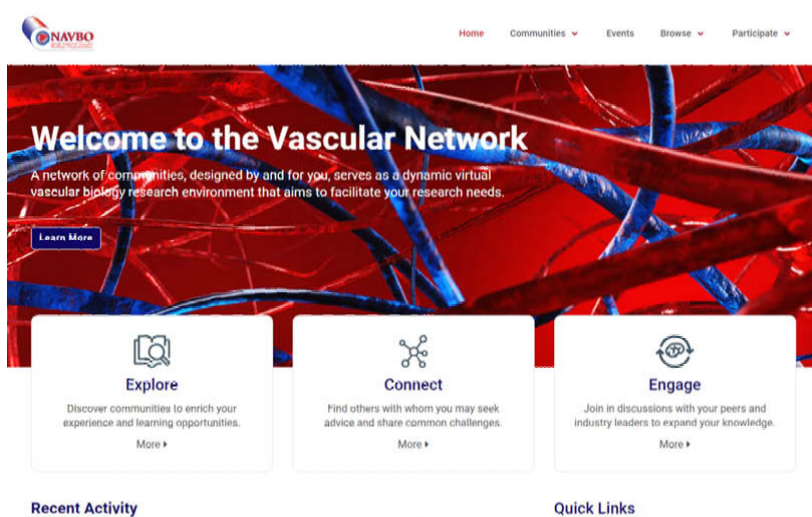 NAVBO
Home Communities Events Browse Participate
Welcome to the Vascular Network
A network of communities, designed by and for you, serves as a dynamic virtual
vascular biology research environment that aims to facilitate your research needs.
Learn More
Explore
Discover communities to enrich your
experience and learning opportunities.
More
Connect
Find others with whom you may seek
advice and share common challenges.
More
Engage
Join in discussions with your peers and
industry leaders to expand your knowledge.
More
Recent Activity
Quick Links